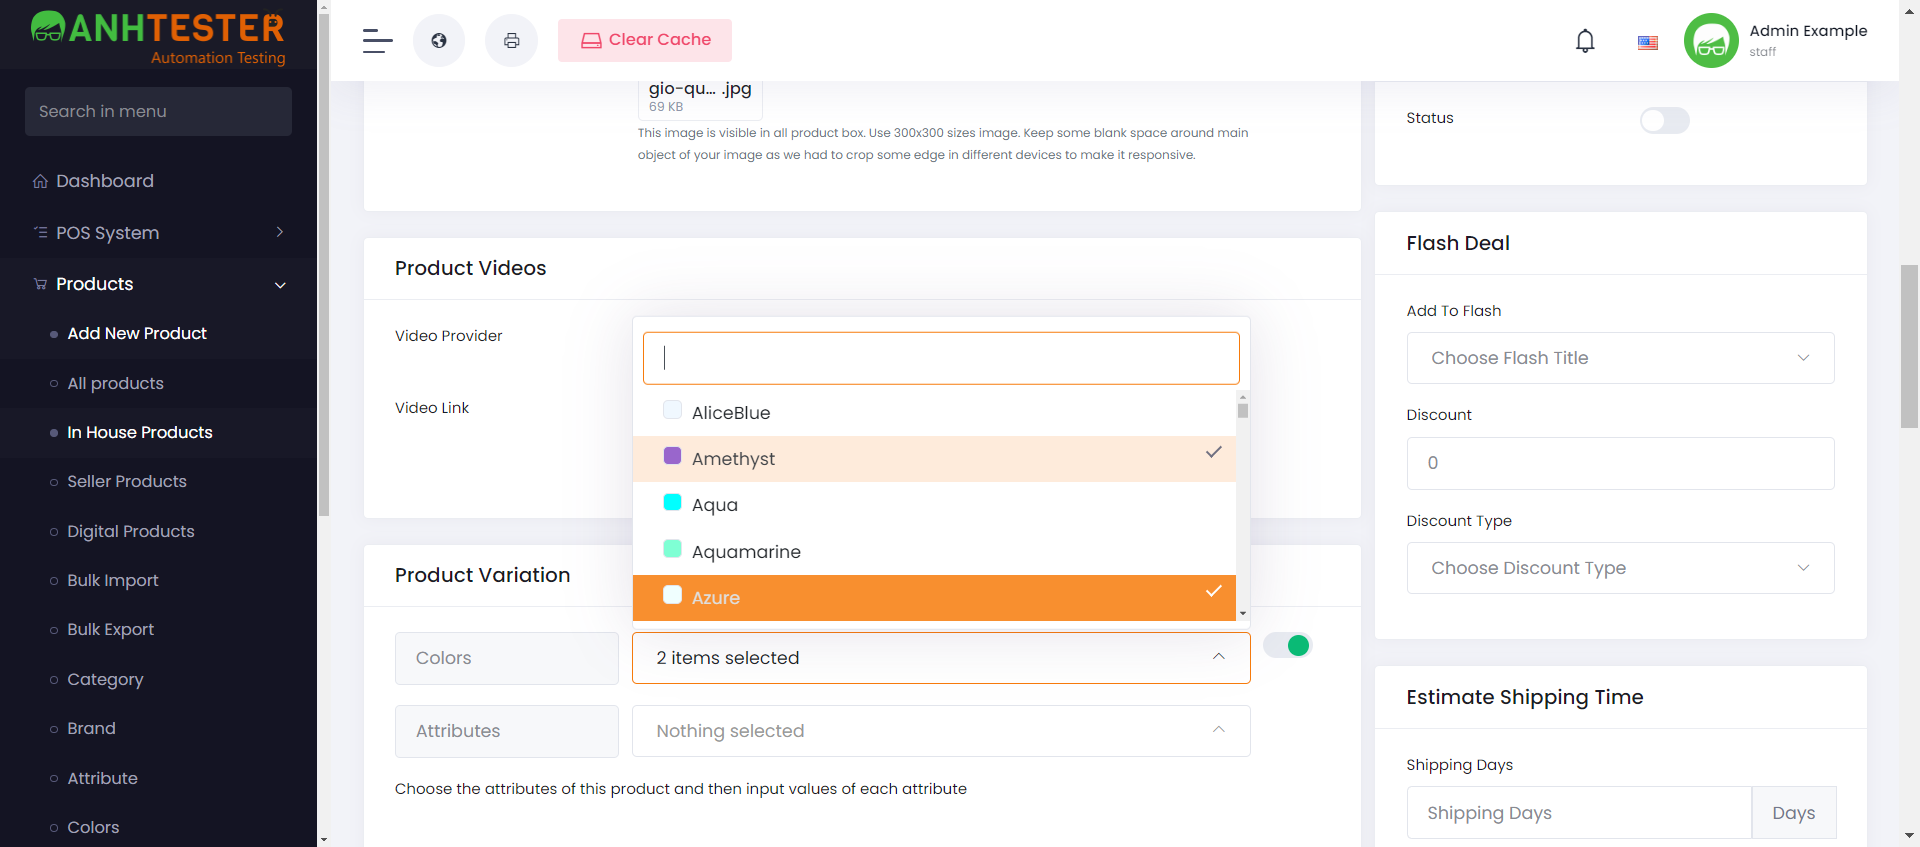 ANHTESTER
Automation Testing
Search in menu
Dashboard
POS System
Products
Add New Product
All products
In House Products
Seller Products
Digital Products
Bulk Import
Bulk Export
Category
Brand
Attribute
Colors
Clear Cache
Admin Example
staff
gio-qu... .jpg
69 KB
This image is visible in all product box. Use 300x300 sizes image. Keep some blank space around main
object of your image as we had to crop some edge in different devices to make it responsive.
Product Videos
Video Provider
Video Link
AliceBlue
Amethyst
Aqua
Aquamarine
Azure
Product Variation
Colors
2 items selected
Attributes
Nothing selected
Choose the attributes of this product and then input values of each attribute
Status
Flash Deal
Add To Flash
Choose Flash Title
Discount
0
Discount Type
Choose Discount Type
Estimate Shipping Time
Shipping Days
Shipping Days
Days